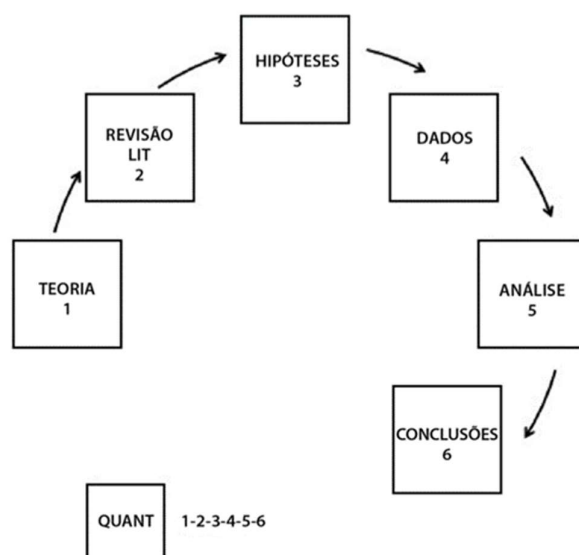 TEORIA
1
REVISÃO
LIT
2
HIPÓTESES
3
DADOS
4
ANÁLISE
5
CONCLUSÕES
6
QUANT
1-2-3-4-5-6